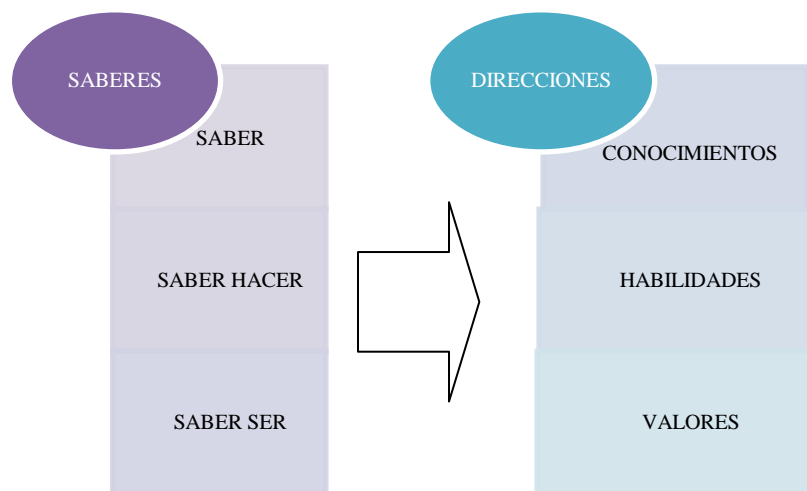 SABERES
SABER
SABER HACER
SABER SER
DIRECCIONES
CONOCIMIENTOS
HABILIDADES
VALORES